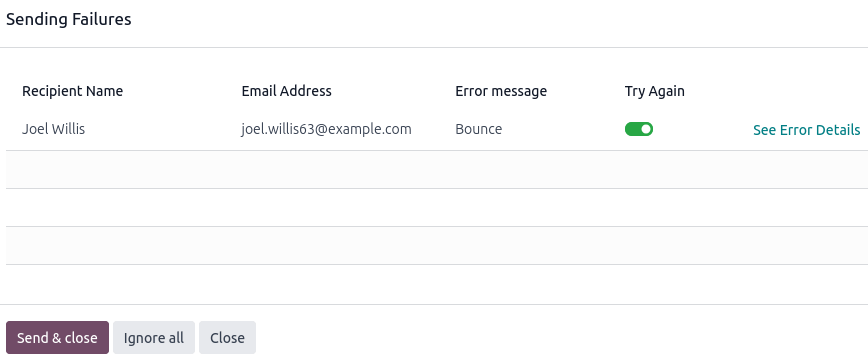 Sending Failures
Recipient Name Email Address Error message Try Again
Joel Willis joel.willis63@example.com Bounce See Error Details
Send & close Ignore all Close